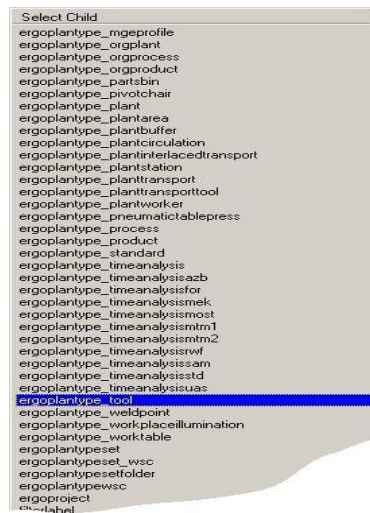 Select Child
ergoplantype_mgeprofile
ergoplantype_orgplant
ergoplantype_orgprocess
ergoplantype_orgproduct
ergoplantype_partsbin
ergoplantype_pivotchair
ergoplantype_plant
ergoplantype_plantarea
ergoplantype_plantbuffer
ergoplantype_plantcirculation
ergoplantype_plantinterlacedtransport
ergoplantype_plantstation
ergoplantype_planttransport
ergoplantype_planttransporttool
ergoplantype_plantworker
ergoplantype_pneumatictablepress
ergoplantype_process
ergoplantype_product
ergoplantype_standard
ergoplantype_timeanalysis
ergoplantype_timeanalysisazb
ergoplantype_timeanalysisfor
ergoplantype_timeanalysismek
ergoplantype_timeanalysismost
ergoplantype_timeanalysismtm1
ergoplantype_timeanalysismtm2
ergoplantype_timeanalysisrwf
ergoplantype_timeanalysissam
ergoplantype_timeanalysisstd
ergoplantype_timeanalysisuas
ergoplantype_tool
ergoplantype_weldpoint
ergoplantype_workplaceillumination
ergoplantype_worktable
ergoplantypeset
ergoplantypeset_wsc
ergoplantypesetfolder
ergoplantypewsc
ergoproject